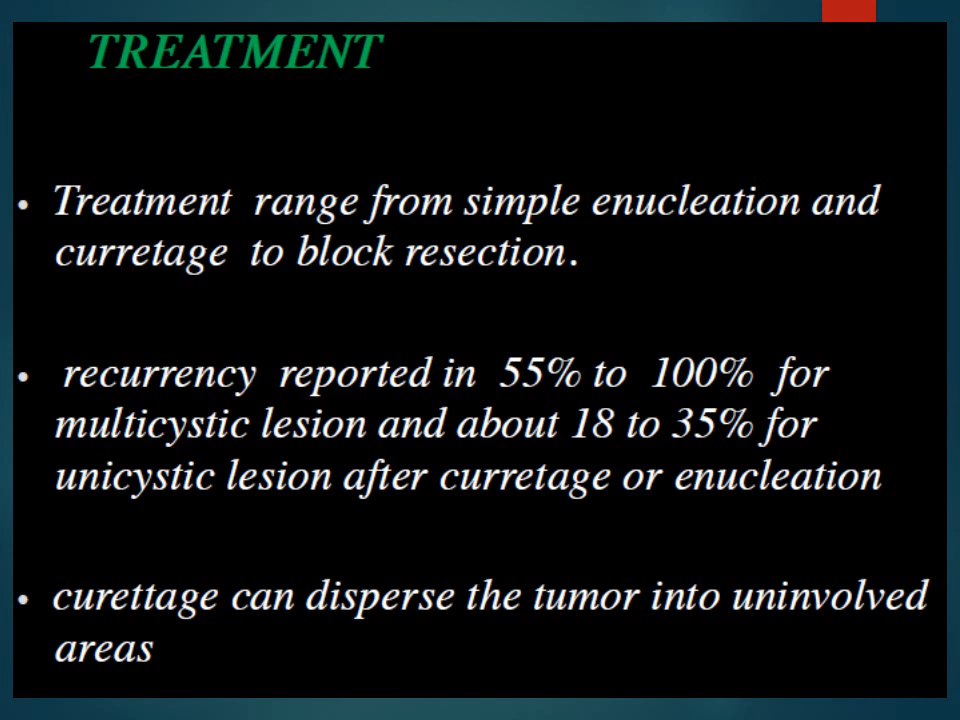 TREATMENT
• Treatment range from simple enucleation and
curretage to block resection.
• recurrency reported in 55% to 100% for
multicystic lesion and about 18 to 35% for
unicystic lesion after curretage or enucleation
• curettage can disperse the tumor into uninvolved
areas